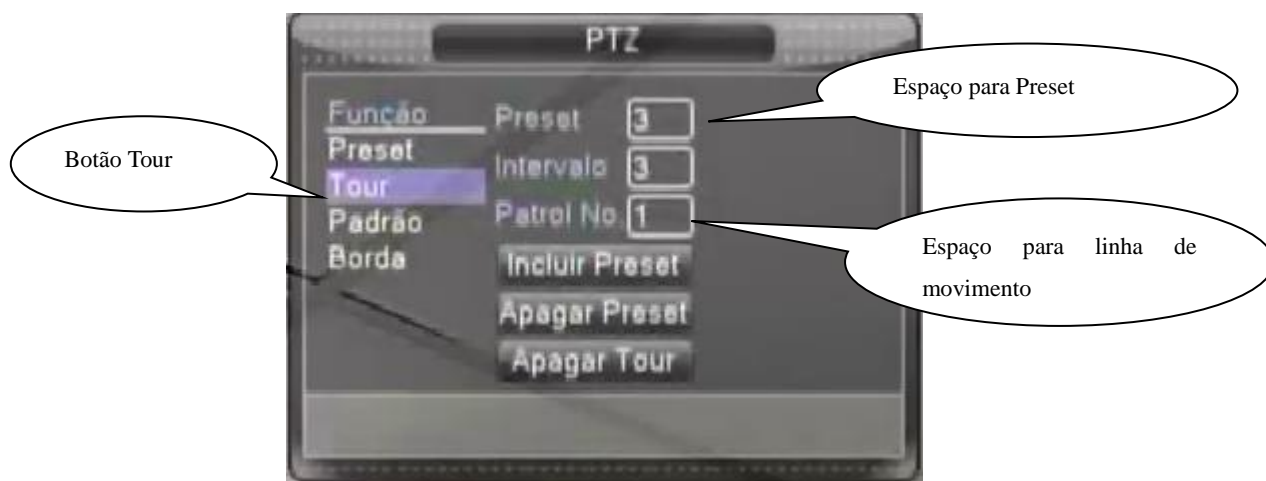 PTZ
Espaço para Preset
Função
Preset 3
Botão Tour
Preset
Intervalo 3
Tour
Padrão
Patrol No. 1
Espaço para linha de
movimento
Borda
Incluir Preset
Apagar Preset
Apagar Tour